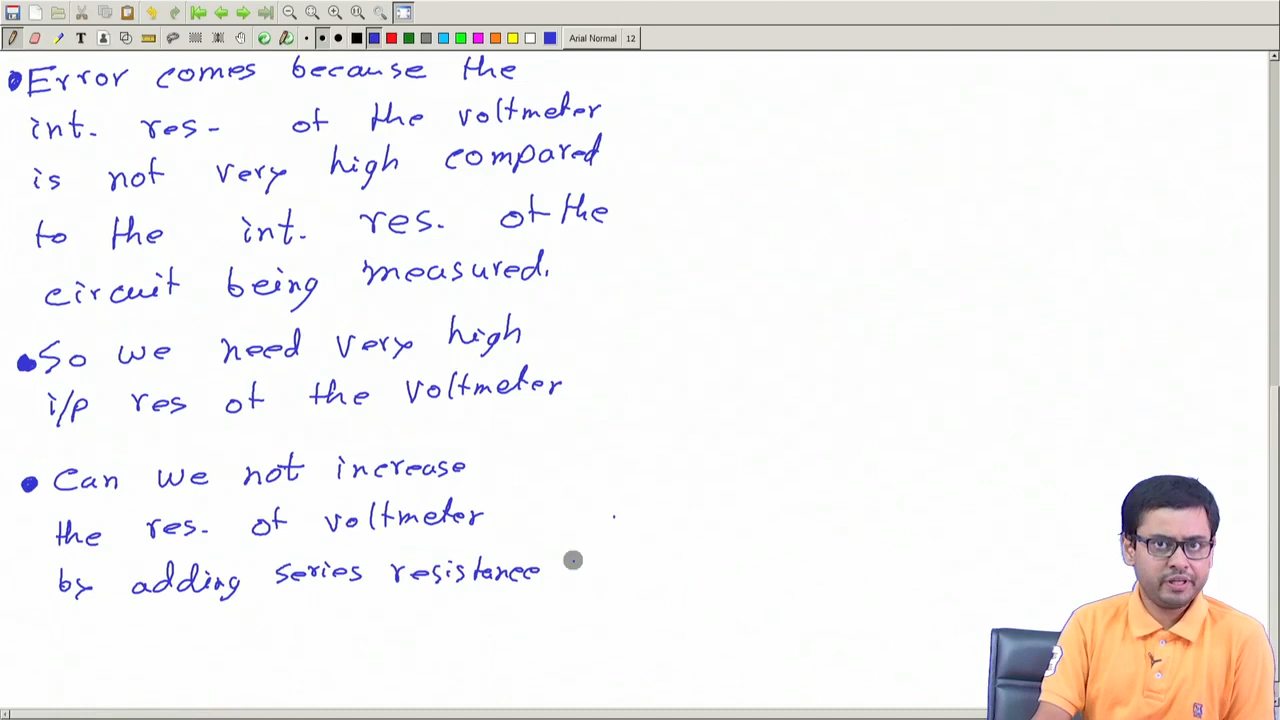 Arial Normal 12
Error comes because the
int. res- of the voltmeter
is not very high compared
to the int. res. of the
circuit being measured.
So we need very high
i/p res of the voltmeter
Can we not increase
the res. of voltmeter
by adding series resistance